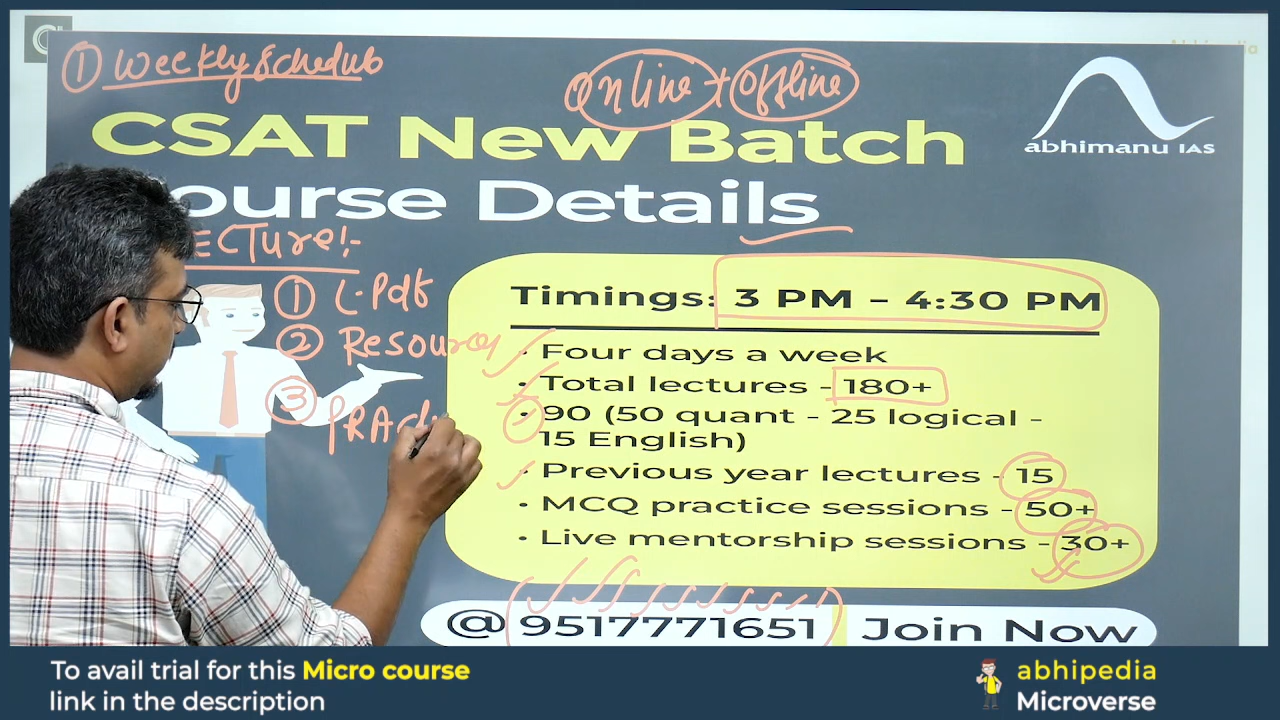 ① Weekly Schedule
Online + Offline
CSAT New Batch
ourse Details
abhimanu IAS
ECTURE:-
① L. Pdf
② Resources
③ PRACti
Timings: 3 PM - 4:30 PM
• Four days a week
• Total lectures - 180+
• 90 (50 quant - 25 logical -
15 English)
• Previous year lectures - 15
• MCQ practice sessions - 50+
• Live mentorship sessions - 30+
@ 9517771651 Join Now
To avail trial for this Micro course
link in the description
abhipedia
Microverse